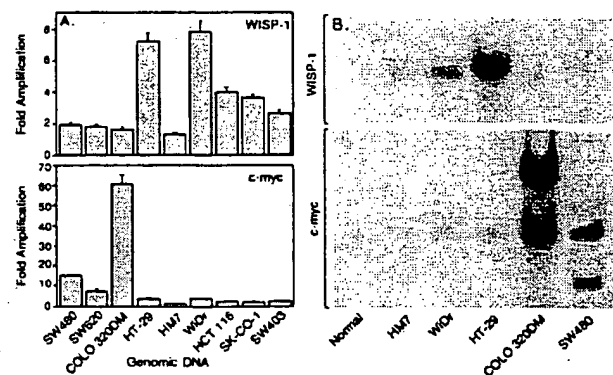 A.
WISP-1
Fold Amplification
8
6
4
2
0
c-myc
Fold Amplification
70
60
50
40
30
20
10
0
SW480
SW620
COLO 320DM
HT-29
HM7
WiDr
HCT 116
SK-CO-1
SW403
Genomic DNA
B.
WISP-1
c-myc
Normal
HM7
WiDr
HT-29
COLO 320DM
SW480